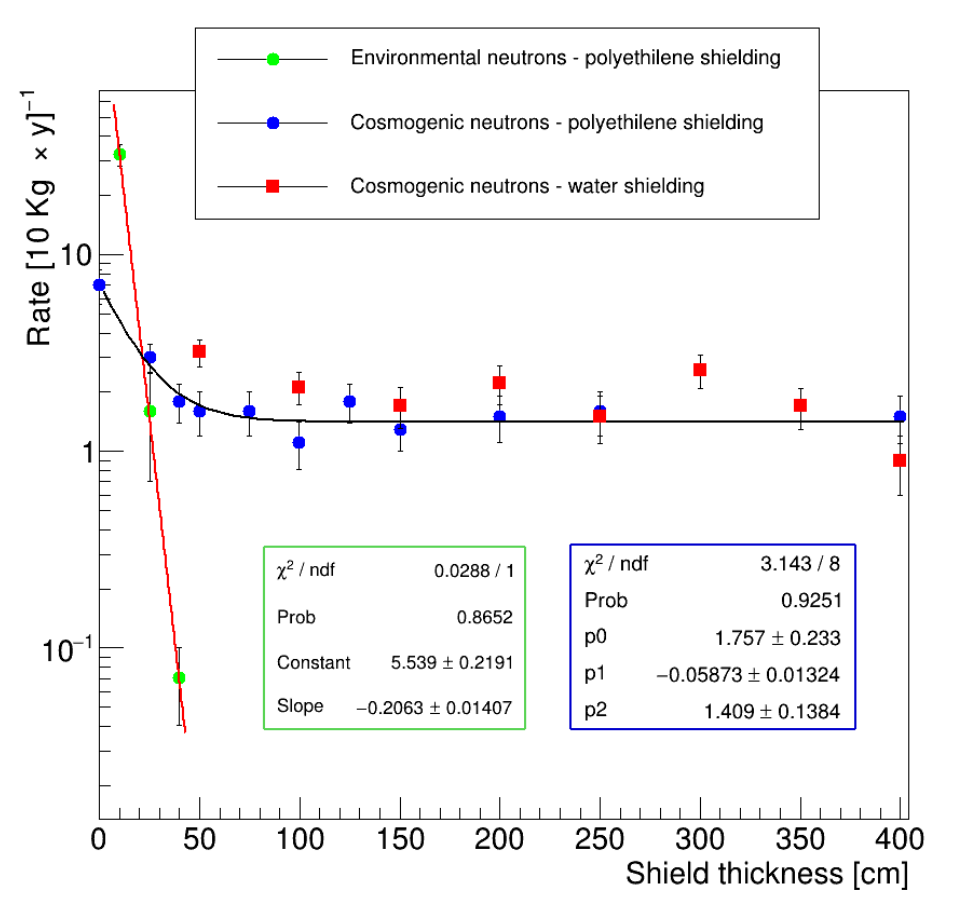 Environmental neutrons - polyethilene shielding
Cosmogenic neutrons - polyethilene shielding
Cosmogenic neutrons - water shielding
Rate [10 Kg × y]⁻¹
10
1
10⁻¹
χ² / ndf 0.0288 / 1
Prob 0.8652
Constant 5.539 ± 0.2191
Slope −0.2063 ± 0.01407
χ² / ndf 3.143 / 8
Prob 0.9251
p0 1.757 ± 0.233
p1 −0.05873 ± 0.01324
p2 1.409 ± 0.1384
0 50 100 150 200 250 300 350 400
Shield thickness [cm]